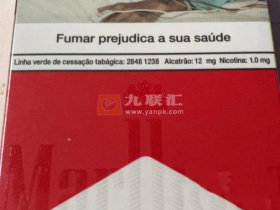 Fumar prejudica a sua saúde
Linha verde de cessação tabágica: 2848 1238 Alcatrão: 12 mg Nicotina: 1.0 mg
九联汇
www.yancn.com